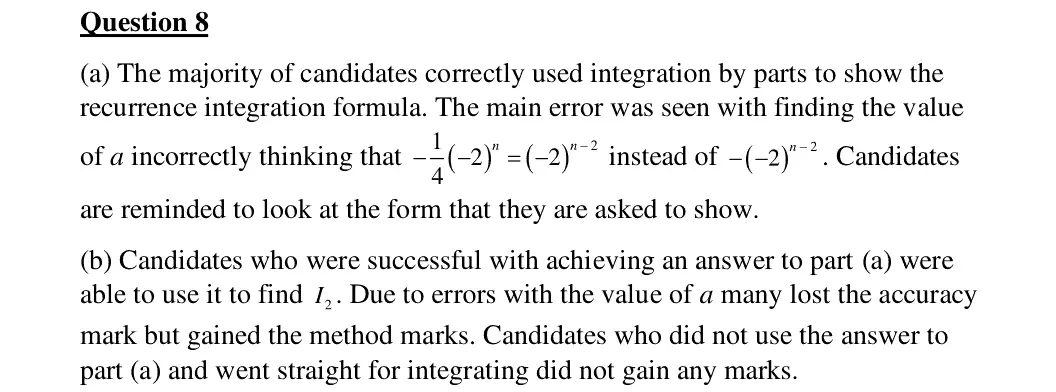 Question 8
(a) The majority of candidates correctly used integration by parts to show the
recurrence integration formula. The main error was seen with finding the value
of a incorrectly thinking that −1/4(−2)ⁿ = (−2)ⁿ⁻² instead of −(−2)ⁿ⁻². Candidates
are reminded to look at the form that they are asked to show.
(b) Candidates who were successful with achieving an answer to part (a) were
able to use it to find I₂. Due to errors with the value of a many lost the accuracy
mark but gained the method marks. Candidates who did not use the answer to
part (a) and went straight for integrating did not gain any marks.